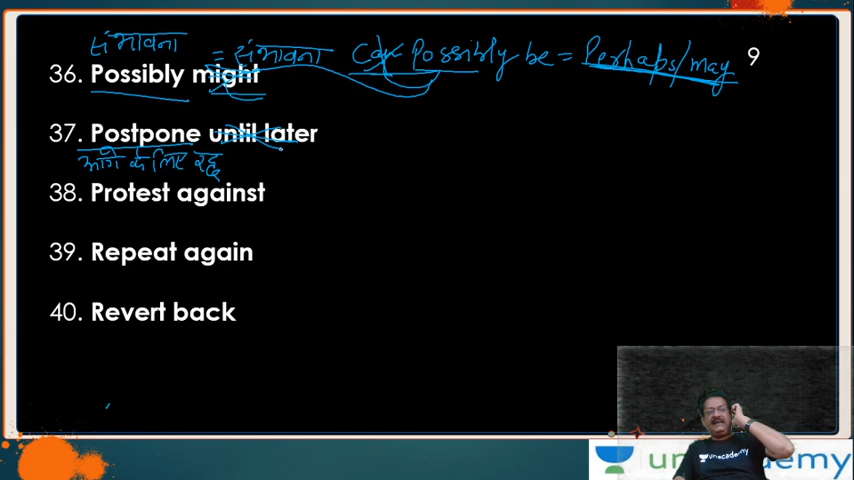 संभावना = संभावना Can Possibly be = Perhaps/may 9
36. Possibly might
37. Postpone until later
आगे के लिए रद्द
38. Protest against
39. Repeat again
40. Revert back
unacademy
unacademy